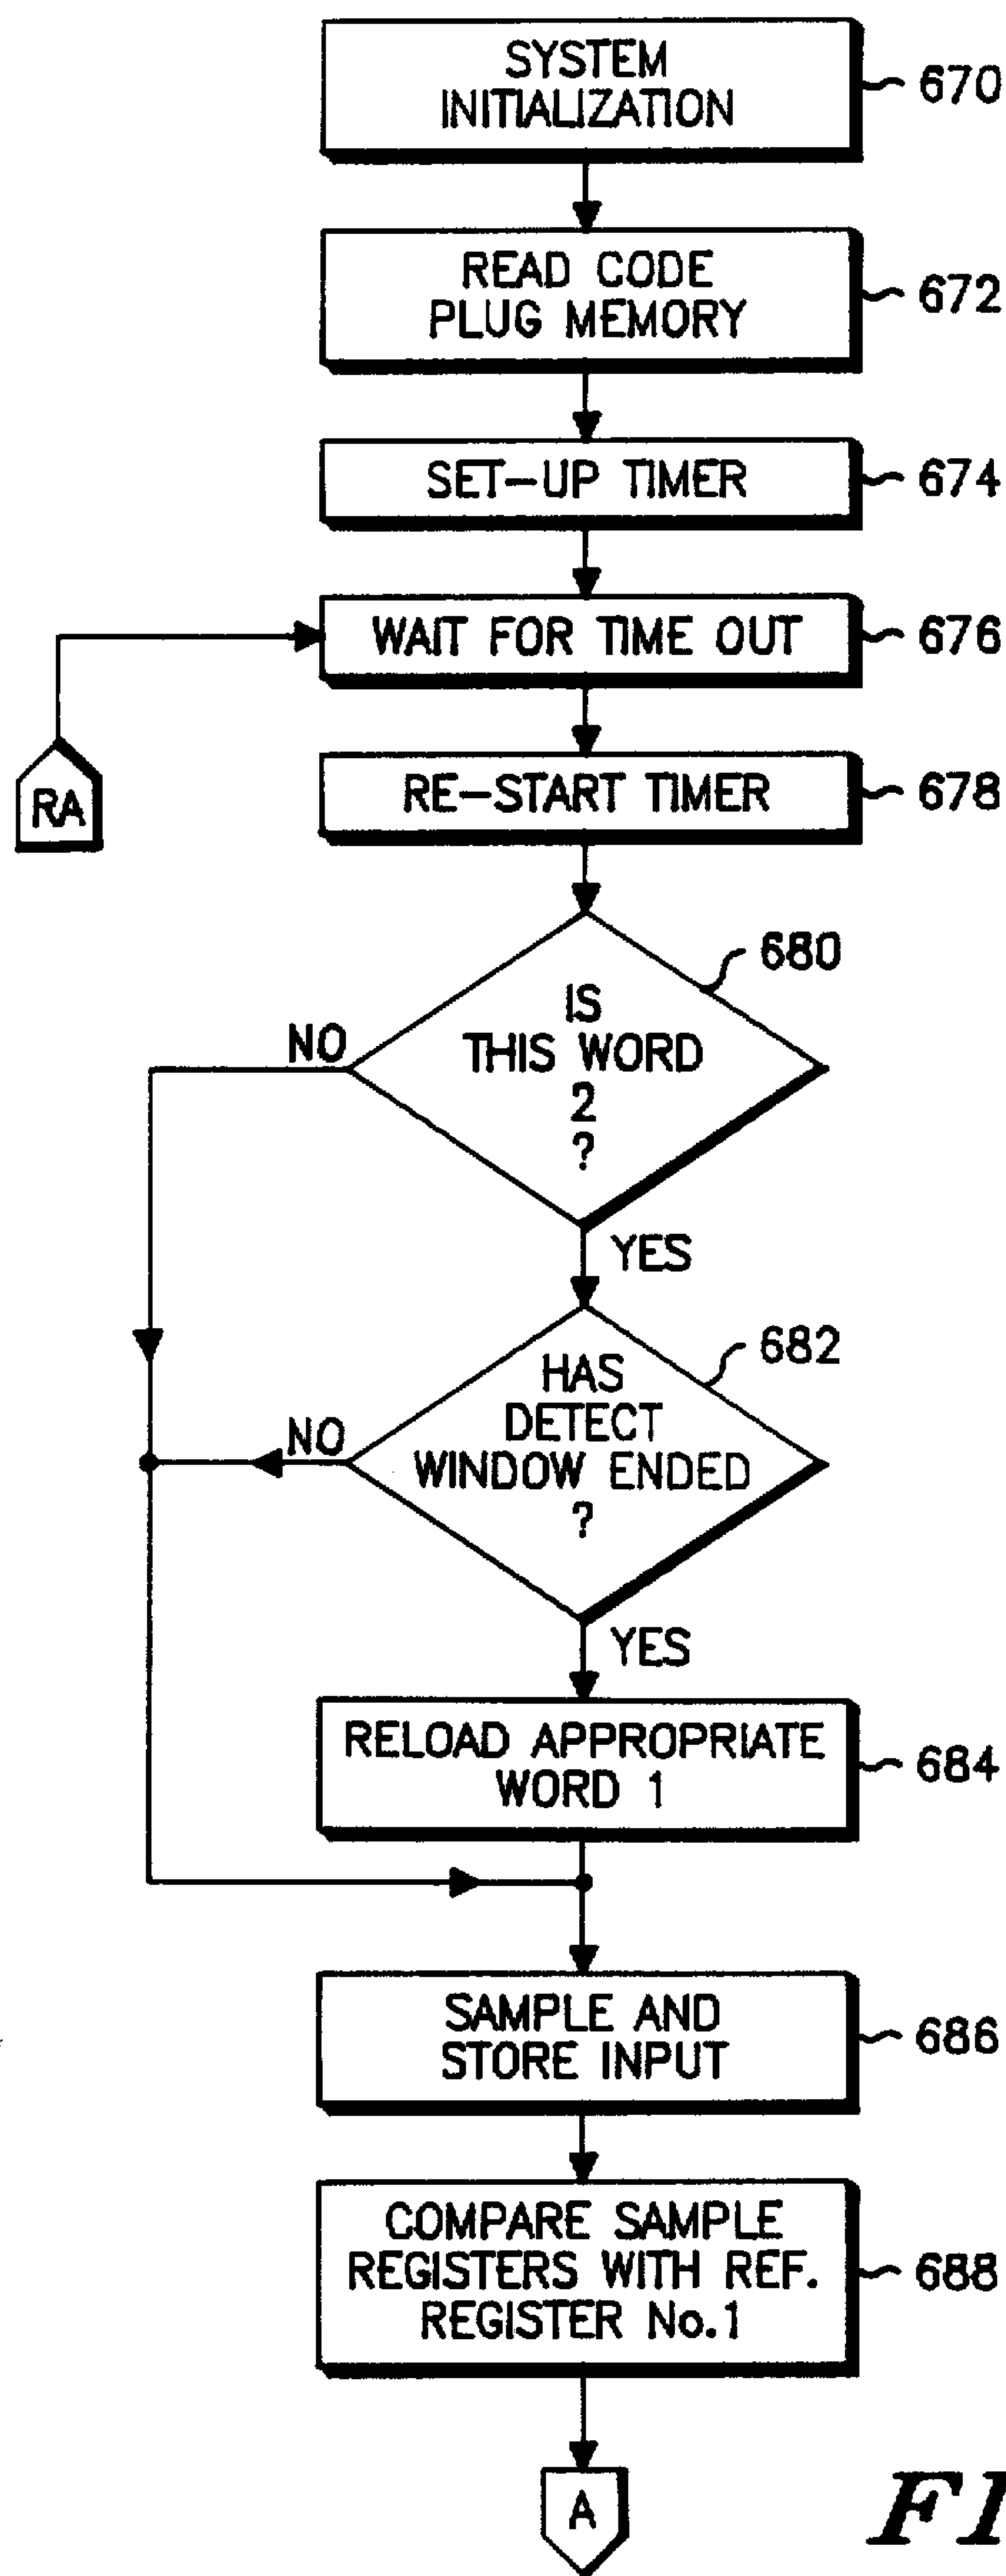 SYSTEM
INITIALIZATION
670
READ CODE
PLUG MEMORY
672
SET-UP TIMER
674
WAIT FOR TIME OUT
676
RA
RE-START TIMER
678
680
IS
THIS WORD
2
?
NO
YES
682
HAS
DETECT
WINDOW ENDED
?
NO
YES
RELOAD APPROPRIATE
WORD 1
684
SAMPLE AND
STORE INPUT
686
COMPARE SAMPLE
REGISTERS WITH REF.
REGISTER No.1
688
A